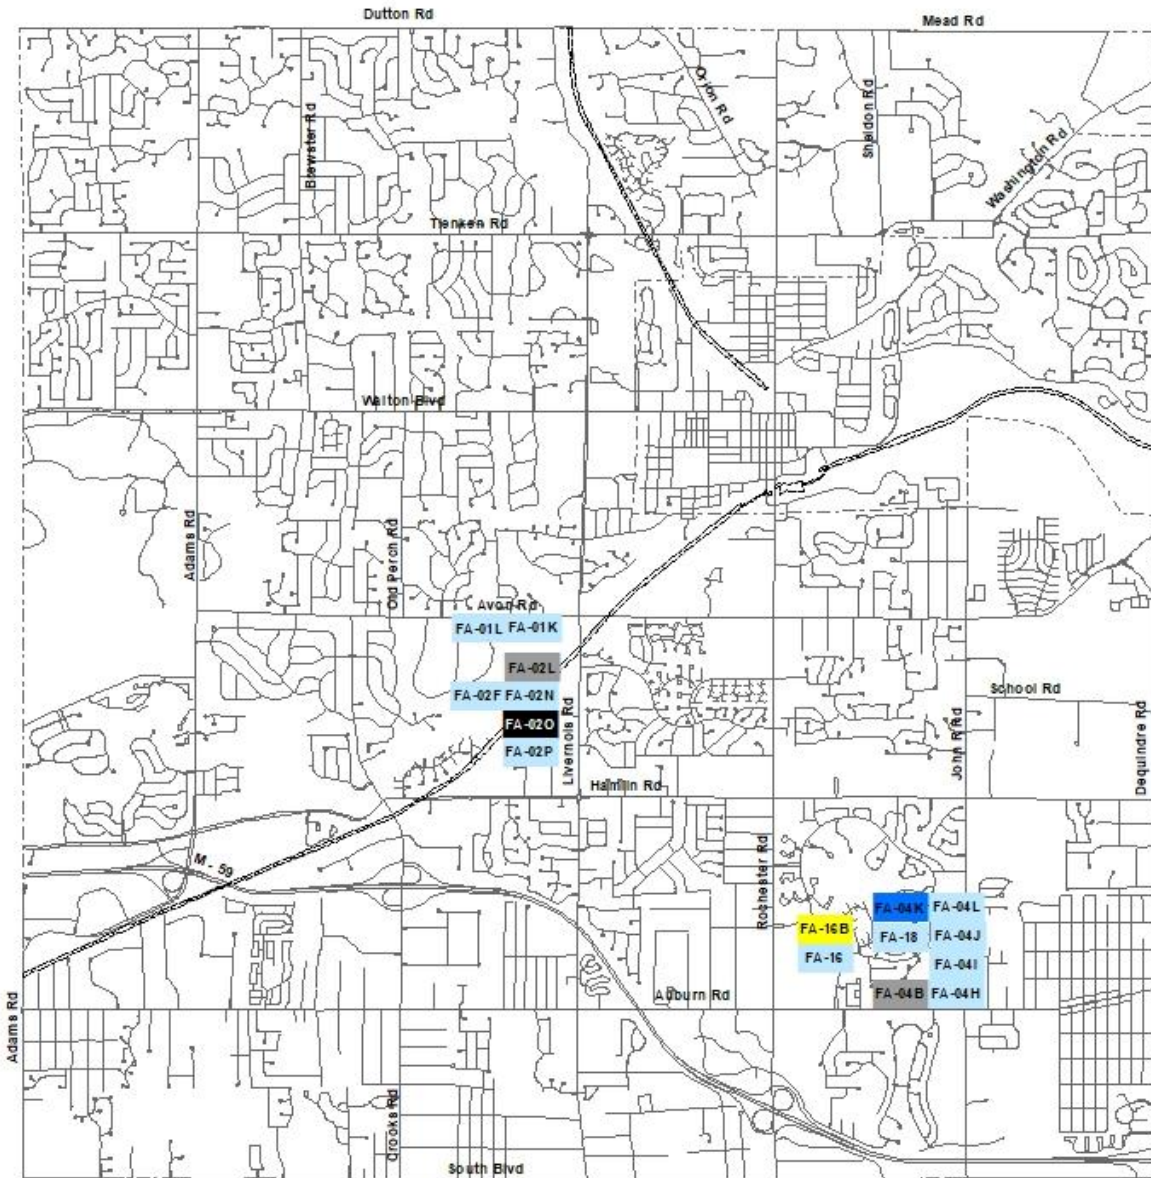 Dutton Rd
Mead Rd
Orion Rd
Brewster Rd
Sheldon Rd
Washington Rd
Tienken Rd
Walton Blvd
Adams Rd
Old Perch Rd
Avon Rd
FA-01L FA-01K
FA-02L
FA-02F FA-02N
FA-02O
FA-02P
Livernois Rd
School Rd
John R Rd
Dequindre Rd
Hamlin Rd
M - 59
Rochester Rd
FA-04K FA-04L
FA-16B FA-18 FA-04J
FA-16 FA-04I
FA-04B FA-04H
Auburn Rd
Adams Rd
Crooks Rd
South Blvd